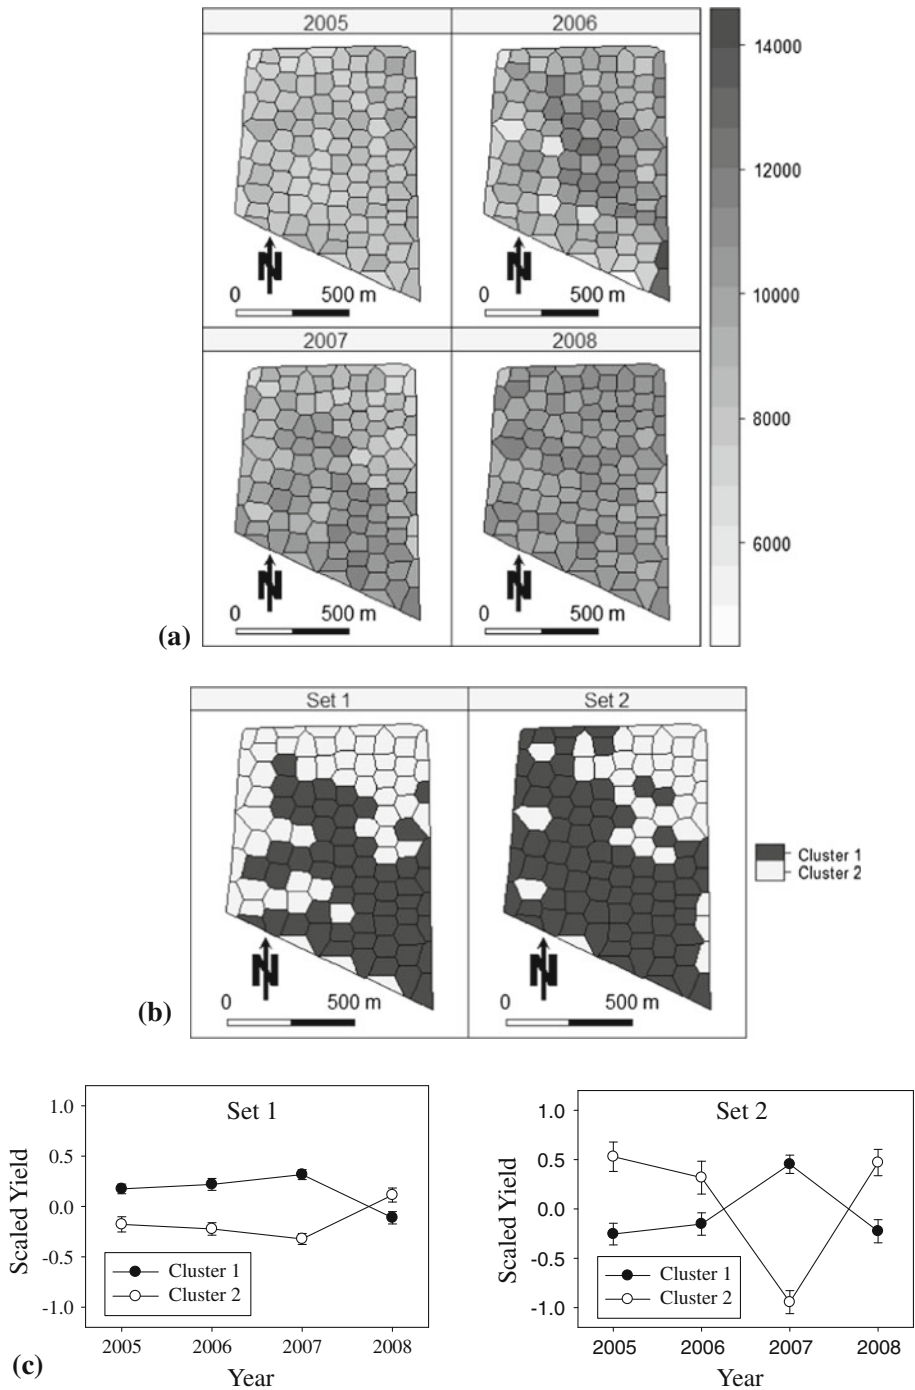 2005 2006
14000
12000
10000
8000
6000
N N
0 500 m 0 500 m
2007 2008
N N
0 500 m 0 500 m
(a)
Set 1 Set 2
Cluster 1
Cluster 2
N N
0 500 m 0 500 m
(b)
Set 1
1.0
0.5
0.0
-0.5
-1.0
Scaled Yield
Cluster 1
Cluster 2
2005 2006 2007 2008
Year
Set 2
1.0
0.5
0.0
-0.5
-1.0
Scaled Yield
Cluster 1
Cluster 2
2005 2006 2007 2008
Year
(c)